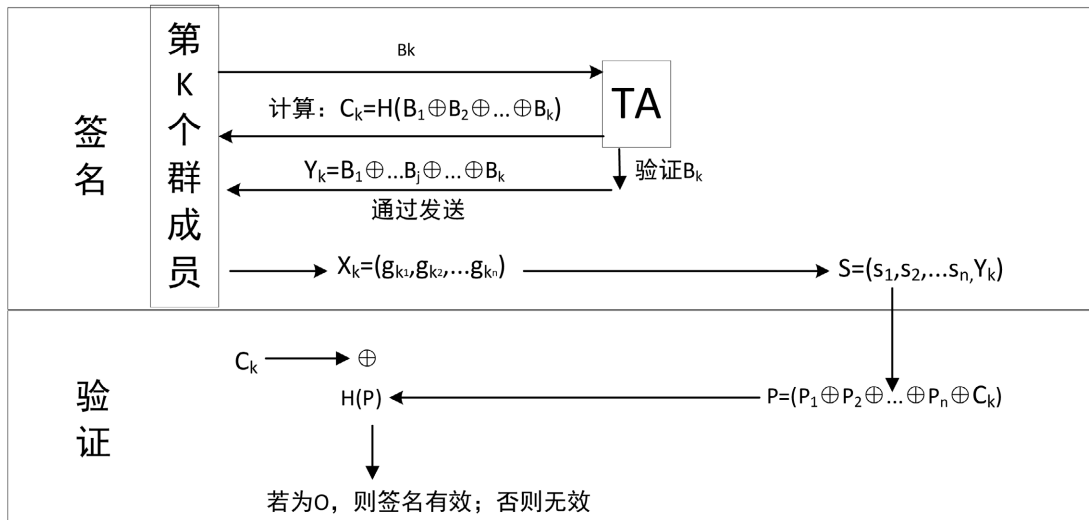 签名
第K个群成员
Bk
TA
计算：Cₖ=H(B₁⊕B₂⊕...⊕Bₖ)
验证Bₖ
Yₖ=B₁⊕...Bⱼ⊕...⊕Bₖ
通过发送
Xₖ=(gₖ₁,gₖ₂,...gₖₙ)
S=(s₁,s₂,...sₙ,Yₖ)
验证
Cₖ
⊕
H(P)
P=(P₁⊕P₂⊕...⊕Pₙ⊕Cₖ)
若为O，则签名有效；否则无效